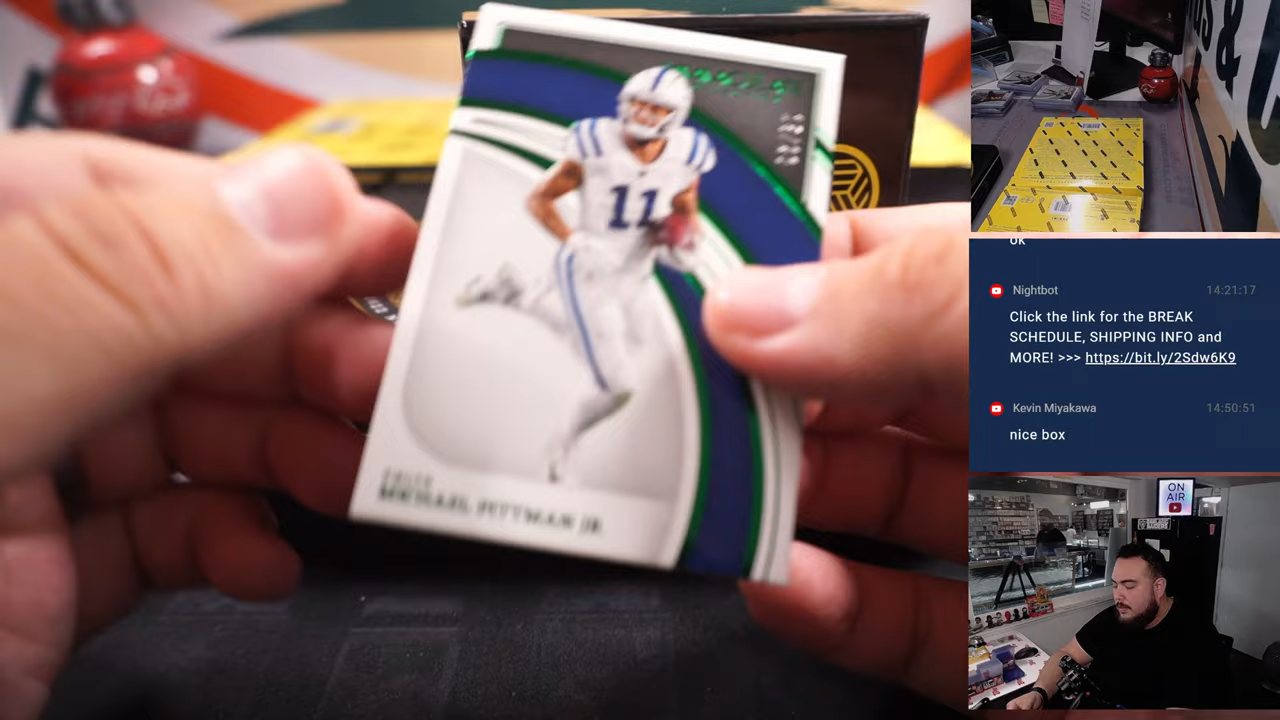 11
COLTS
MICHAEL PITTMAN JR.
ok
Nightbot 14:21:17
Click the link for the BREAK
SCHEDULE, SHIPPING INFO and
MORE! >>> https://bit.ly/2Sdw6K9
Kevin Miyakawa 14:50:51
nice box
ON
AIR
&